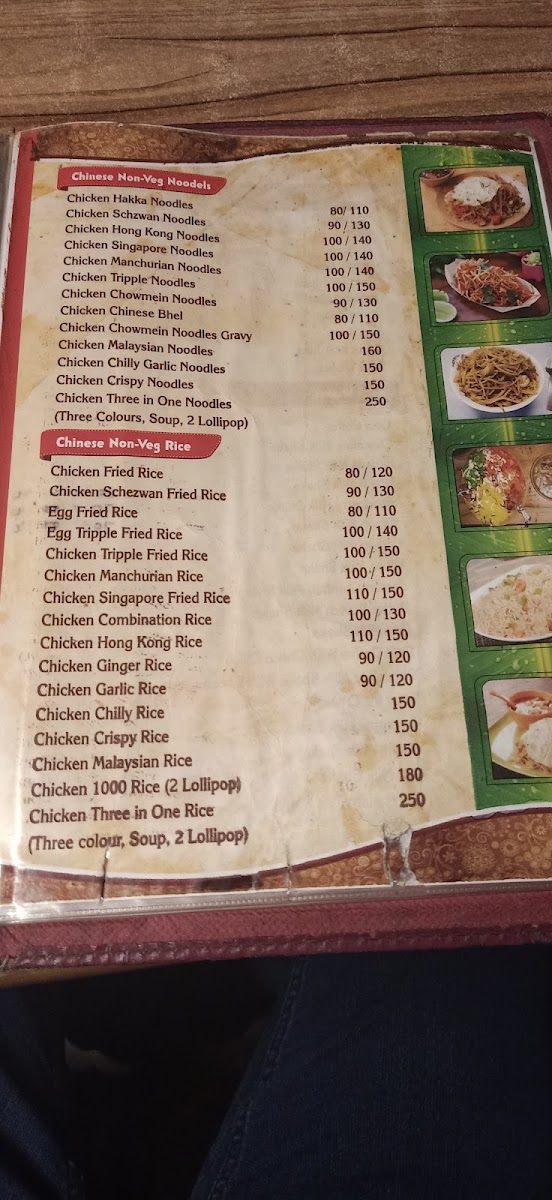 Chinese Non-Veg Noodels
Chicken Hakka Noodles 80/ 110
Chicken Schzwan Noodles 90 / 130
Chicken Hong Kong Noodles 100 / 140
Chicken Singapore Noodles 100 / 140
Chicken Manchurian Noodles 100 / 140
Chicken Tripple Noodles 100 / 150
Chicken Chowmein Noodles 90 / 130
Chicken Chinese Bhel 80 / 110
Chicken Chowmein Noodles Gravy 100 / 150
Chicken Malaysian Noodles 160
Chicken Chilly Garlic Noodles 150
Chicken Crispy Noodles 150
Chicken Three in One Noodles 250
(Three Colours, Soup, 2 Lollipop)
Chinese Non-Veg Rice
Chicken Fried Rice 80 / 120
Chicken Schezwan Fried Rice 90 / 130
Egg Fried Rice 80 / 110
Egg Tripple Fried Rice 100 / 140
Chicken Tripple Fried Rice 100 / 150
Chicken Manchurian Rice 100 / 150
Chicken Singapore Fried Rice 110 / 150
Chicken Combination Rice 100 / 130
Chicken Hong Kong Rice 110 / 150
Chicken Ginger Rice 90 / 120
Chicken Garlic Rice 90 / 120
Chicken Chilly Rice 150
Chicken Crispy Rice 150
Chicken Malaysian Rice 150
Chicken 1000 Rice (2 Lollipop) 180
Chicken Three in One Rice 250
(Three colour, Soup, 2 Lollipop)